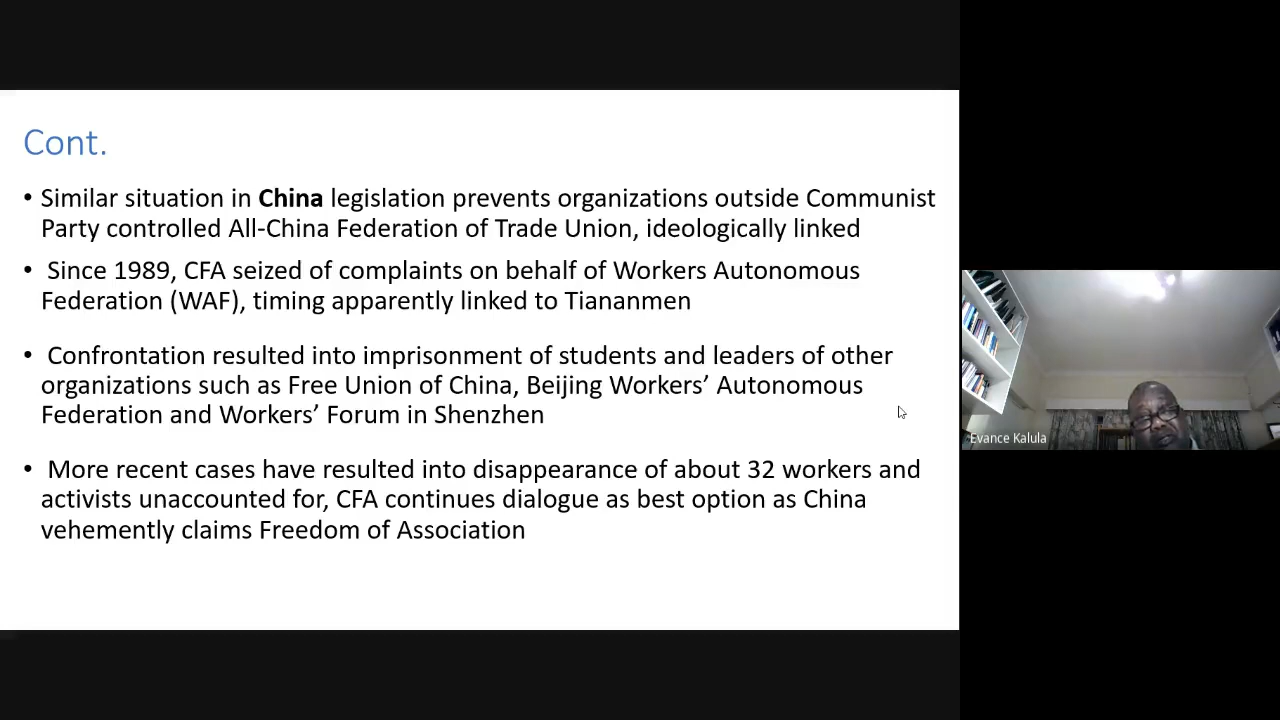 Cont.
• Similar situation in China legislation prevents organizations outside Communist
Party controlled All-China Federation of Trade Union, ideologically linked
• Since 1989, CFA seized of complaints on behalf of Workers Autonomous
Federation (WAF), timing apparently linked to Tiananmen
• Confrontation resulted into imprisonment of students and leaders of other
organizations such as Free Union of China, Beijing Workers’ Autonomous
Federation and Workers’ Forum in Shenzhen
• More recent cases have resulted into disappearance of about 32 workers and
activists unaccounted for, CFA continues dialogue as best option as China
vehemently claims Freedom of Association
Evance Kalula